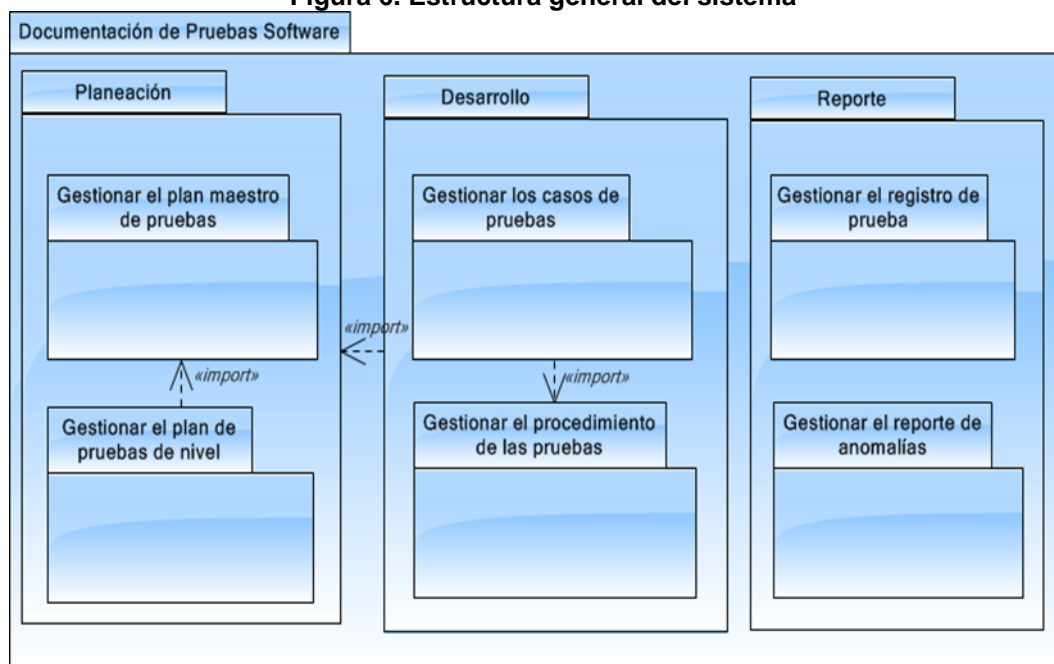 Figura 6. Estructura general del sistema
Documentación de Pruebas Software
Planeación
Desarrollo
Reporte
Gestionar el plan maestro
de pruebas
Gestionar los casos de
pruebas
Gestionar el registro de
prueba
«import»
«import»
«import»
Gestionar el plan de
pruebas de nivel
Gestionar el procedimiento
de las pruebas
Gestionar el reporte de
anomalías